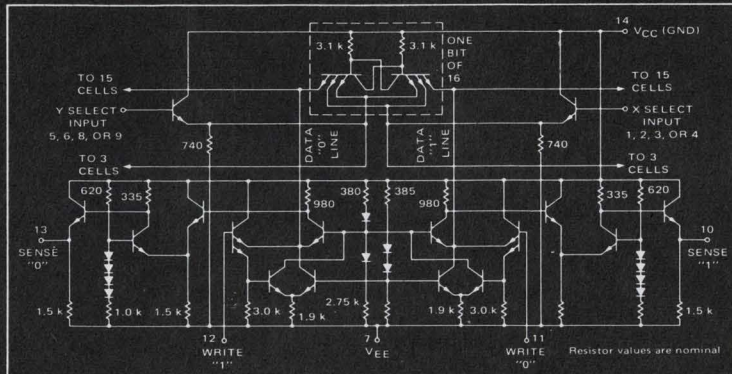 14
VCC (GND)
3.1 k
3.1 k
ONE
BIT
OF
16
TO 15
CELLS
TO 15
CELLS
Y SELECT
INPUT
5, 6, 8, OR 9
X SELECT
INPUT
1, 2, 3, OR 4
740
DATA
"0"
LINE
DATA
"1"
LINE
740
TO 3
CELLS
TO 3
CELLS
620
335
980
380
385
980
335
620
13
SENSE
"0"
10
SENSE
"1"
1.5 k
1.0 k
1.5 k
3.0 k
1.9 k
2.75 k
1.9 k
3.0 k
1.5 k
12
WRITE
"1"
7
VEE
11
WRITE
"0"
Resistor values are nominal